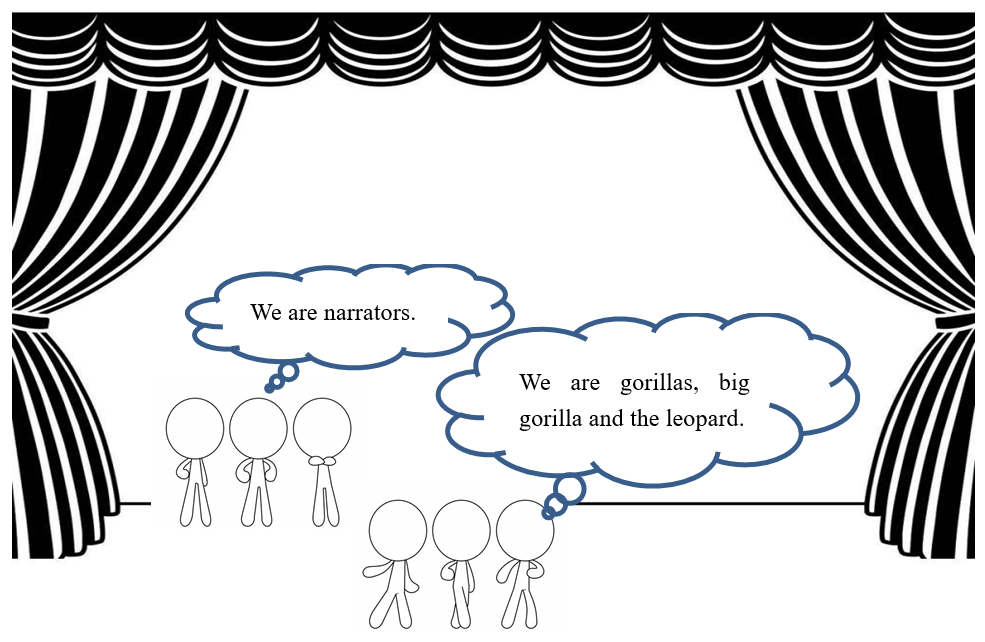 We are narrators.
We are gorillas, big
gorilla and the leopard.